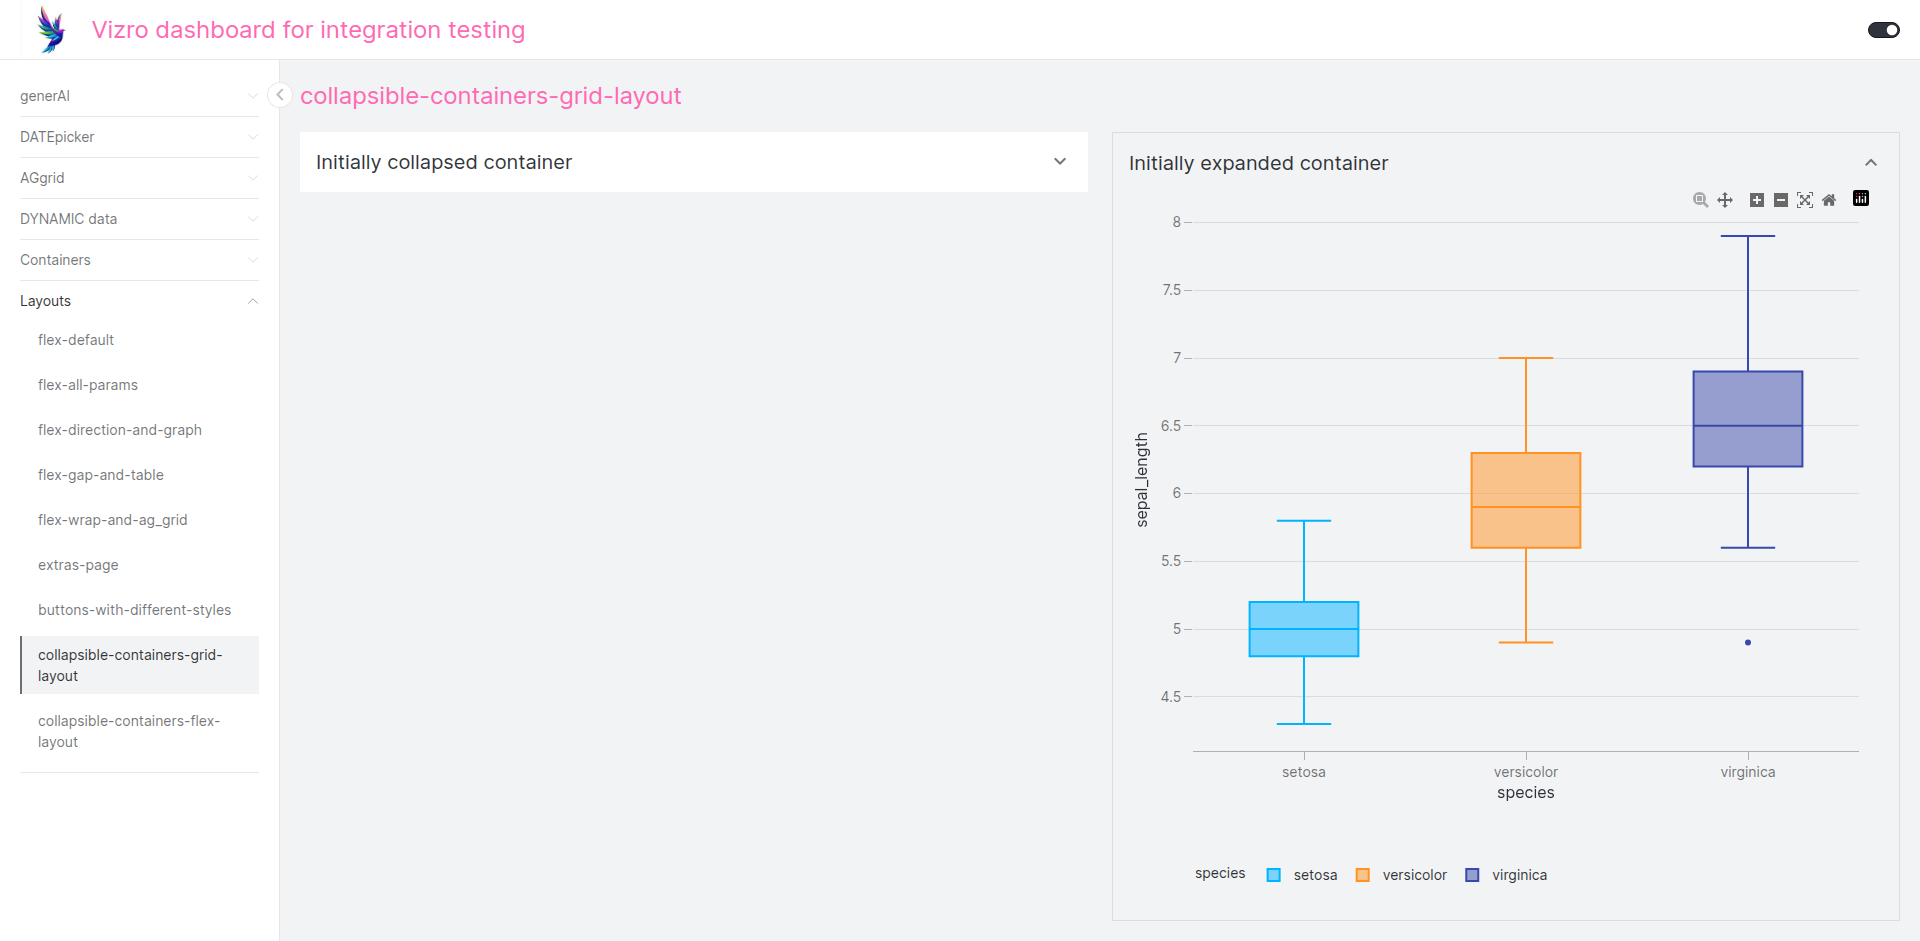 Vizro dashboard for integration testing
generAI
DATEpicker
AGgrid
DYNAMIC data
Containers
Layouts
flex-default
flex-all-params
flex-direction-and-graph
flex-gap-and-table
flex-wrap-and-ag_grid
extras-page
buttons-with-different-styles
collapsible-containers-grid-
layout
collapsible-containers-flex-
layout
collapsible-containers-grid-layout
Initially collapsed container
Initially expanded container
8
7.5
7
6.5
6
5.5
5
4.5
sepal_length
setosa
versicolor
virginica
species
species
setosa
versicolor
virginica